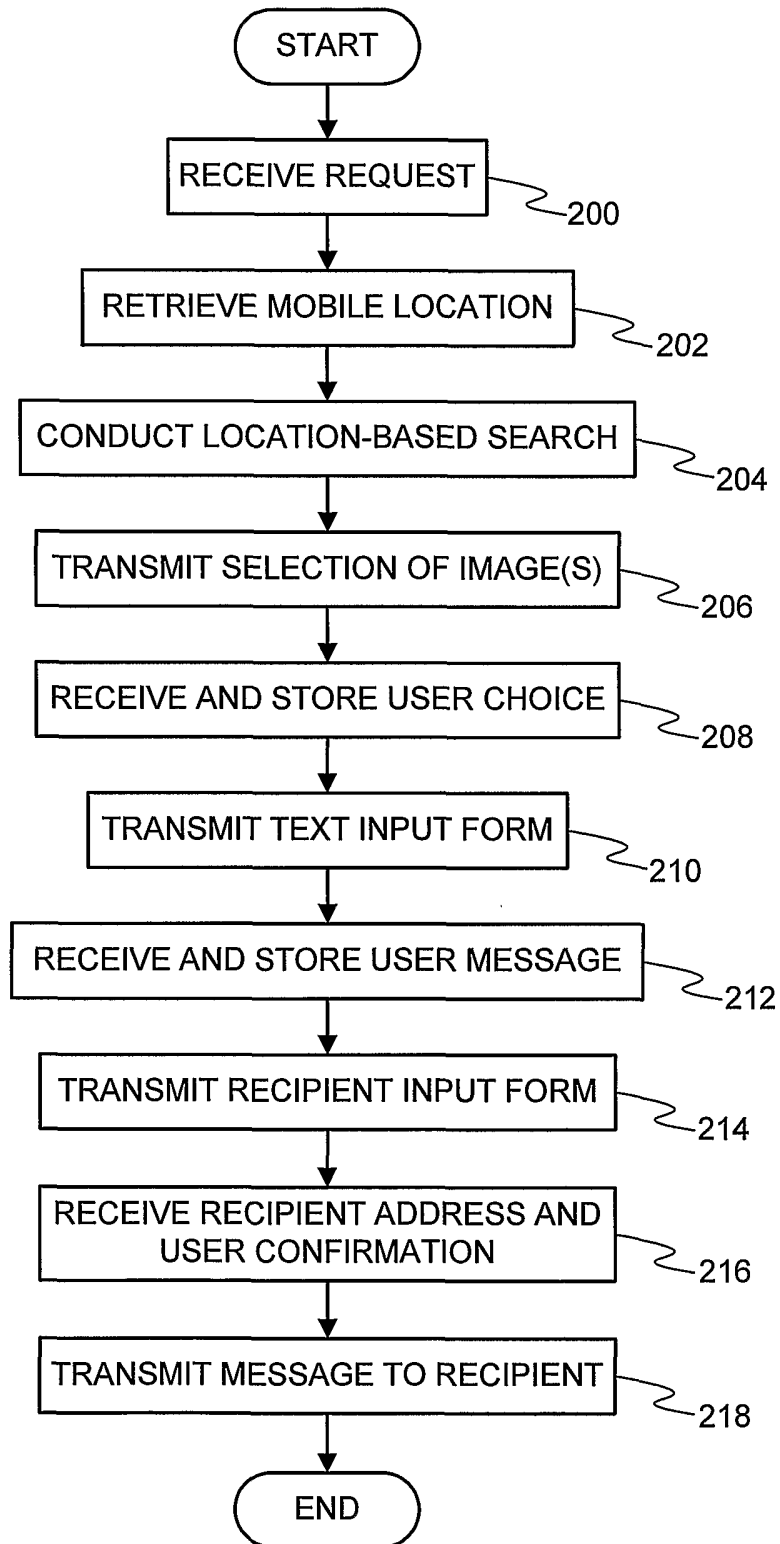 START
RECEIVE REQUEST
200
RETRIEVE MOBILE LOCATION
202
CONDUCT LOCATION-BASED SEARCH
204
TRANSMIT SELECTION OF IMAGE(S)
206
RECEIVE AND STORE USER CHOICE
208
TRANSMIT TEXT INPUT FORM
210
RECEIVE AND STORE USER MESSAGE
212
TRANSMIT RECIPIENT INPUT FORM
214
RECEIVE RECIPIENT ADDRESS AND
USER CONFIRMATION
216
TRANSMIT MESSAGE TO RECIPIENT
218
END